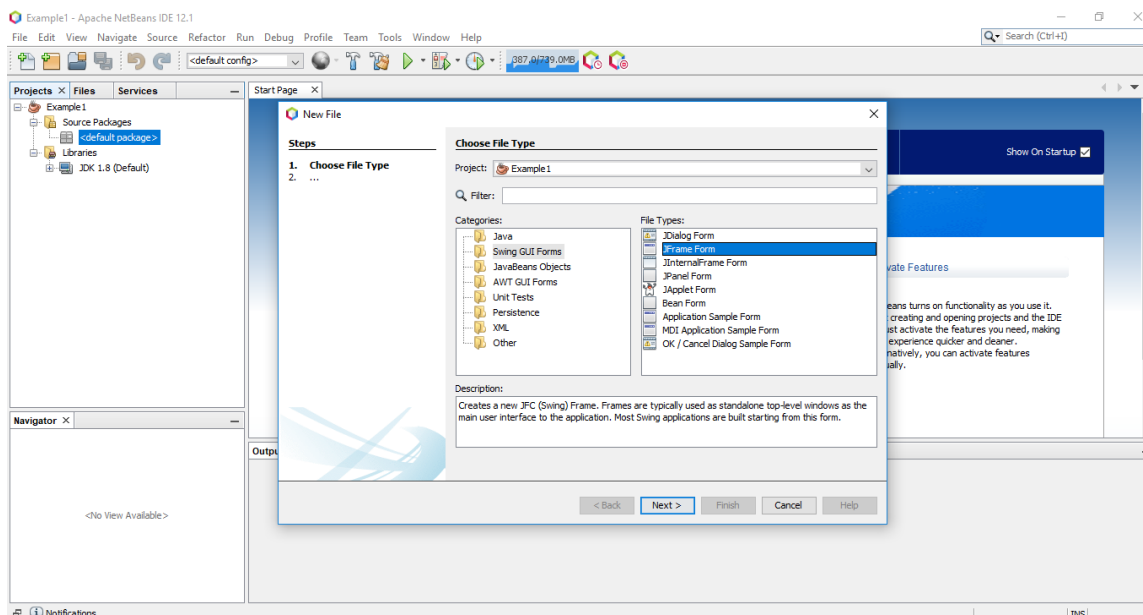 Example1 - Apache NetBeans IDE 12.1
File Edit View Navigate Source Refactor Run Debug Profile Team Tools Window Help
Search (Ctrl+I)
<default config>
387.0/739.0MB
Projects Files Services
Start Page
Example1
Source Packages
<default package>
Libraries
JDK 1.8 (Default)
New File
Steps
1. Choose File Type
2. ...
Choose File Type
Project: Example1
Filter:
Categories:
Java
Swing GUI Forms
JavaBeans Objects
AWT GUI Forms
Unit Tests
Persistence
XML
Other
File Types:
JDialog Form
JFrame Form
JInternalFrame Form
JPanel Form
JApplet Form
Bean Form
Application Sample Form
MDI Application Sample Form
OK / Cancel Dialog Sample Form
Description:
Creates a new JFC (Swing) Frame. Frames are typically used as standalone top-level windows as the
main user interface to the application. Most Swing applications are built starting from this form.
< Back Next > Finish Cancel Help
Show On Startup
vate Features
eans turns on functionality as you use it.
creating and opening projects and the IDE
ust activate the features you need, making
experience quicker and cleaner.
natively, you can activate features
ually.
Navigator
<No View Available>
Outpu
Notifications
INS